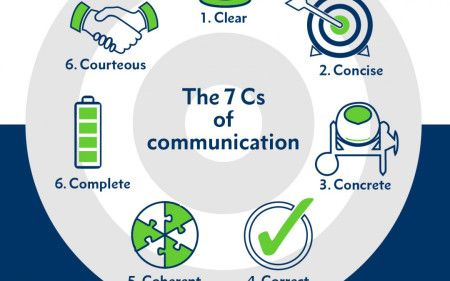 1. Clear
6. Courteous
2. Concise
The 7 Cs
of
communication
6. Complete
3. Concrete
5. Coherent
4. Correct